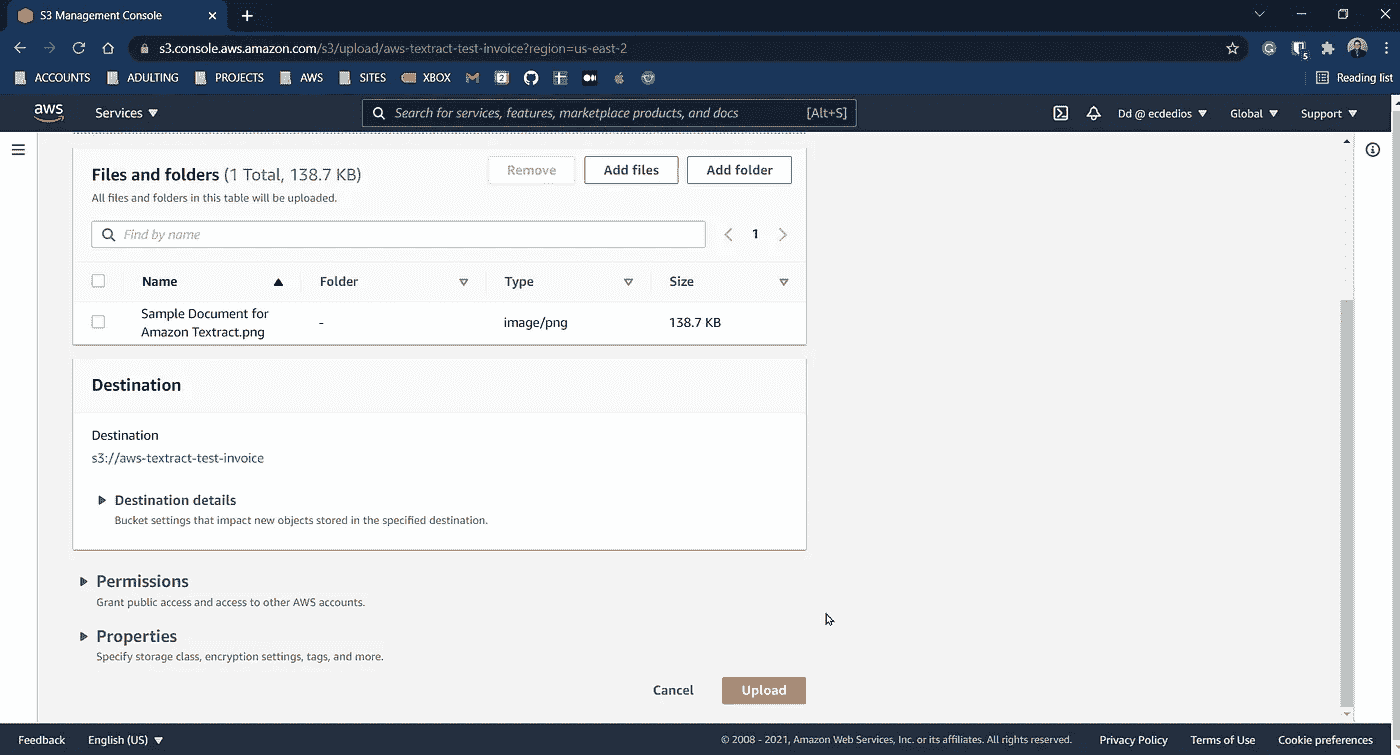 S3 Management Console
s3.console.aws.amazon.com/s3/upload/aws-textract-test-invoice?region=us-east-2
5
ACCOUNTS ADULTING PROJECTS AWS SITES XBOX 2 Reading list
aws Services Search for services, features, marketplace products, and docs [Alt+S] Dd @ ecdedios Global Support
Files and folders (1 Total, 138.7 KB) Remove Add files Add folder
All files and folders in this table will be uploaded.
Find by name 1
Name Folder Type Size
Sample Document for
Amazon Textract.png - image/png 138.7 KB
Destination
Destination
s3://aws-textract-test-invoice
Destination details
Bucket settings that impact new objects stored in the specified destination.
Permissions
Grant public access and access to other AWS accounts.
Properties
Specify storage class, encryption settings, tags, and more.
Cancel Upload
Feedback English (US) © 2008 - 2021, Amazon Web Services, Inc. or its affiliates. All rights reserved. Privacy Policy Terms of Use Cookie preferences